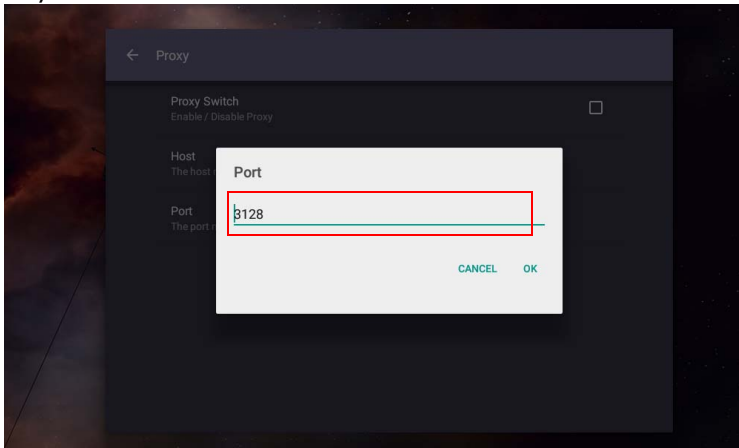 Proxy
Proxy Switch
Enable / Disable Proxy
Host
The host
Port
The port
Port
3128
CANCEL
OK